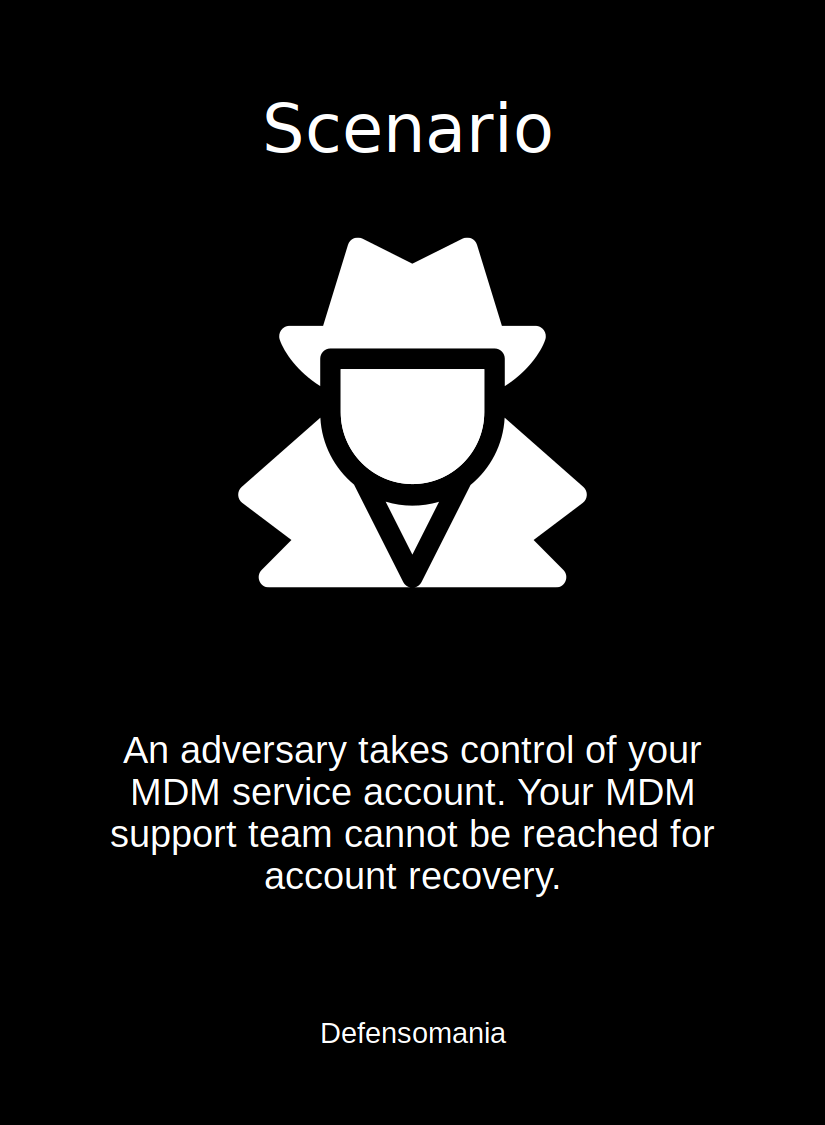 Scenario
An adversary takes control of your
MDM service account. Your MDM
support team cannot be reached for
account recovery.
Defensomania